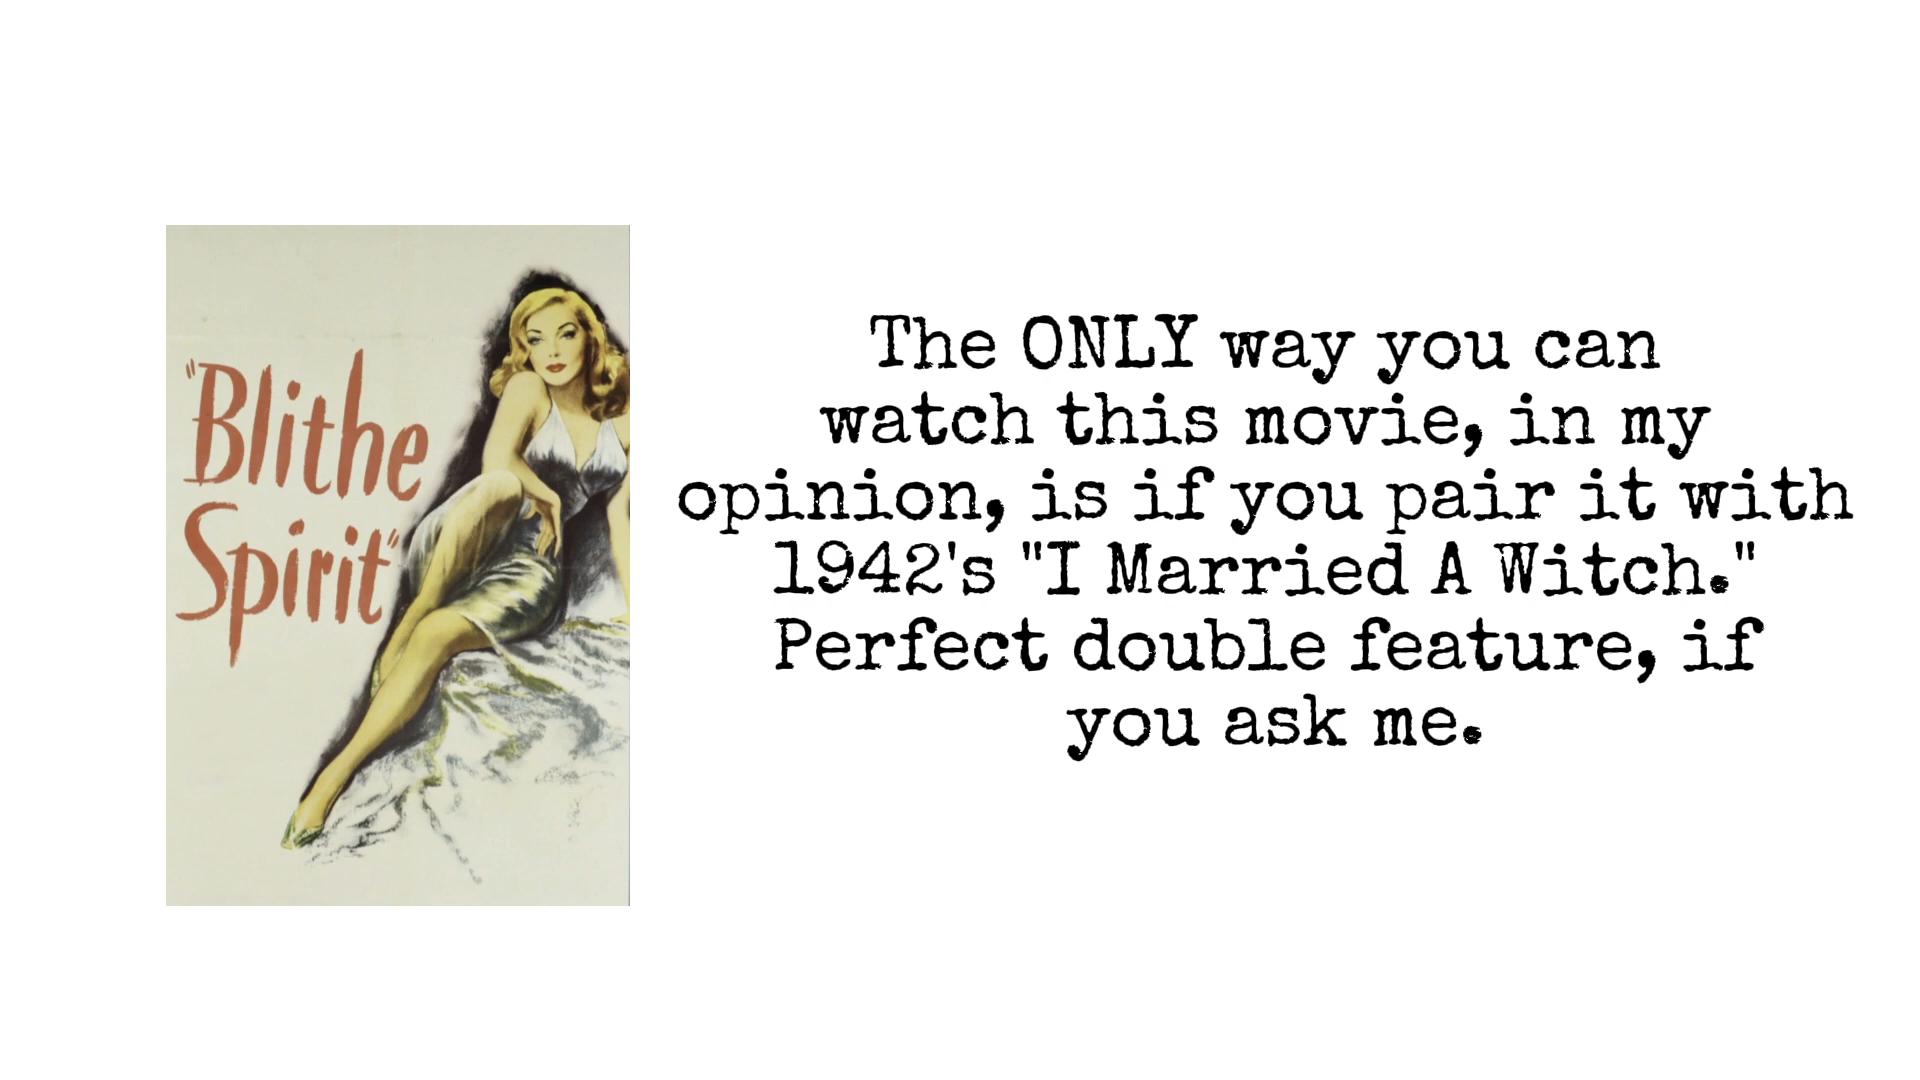 "Blithe
Spirit"
The ONLY way you can
watch this movie, in my
opinion, is if you pair it with
1942's "I Married A Witch."
Perfect double feature, if
you ask me.